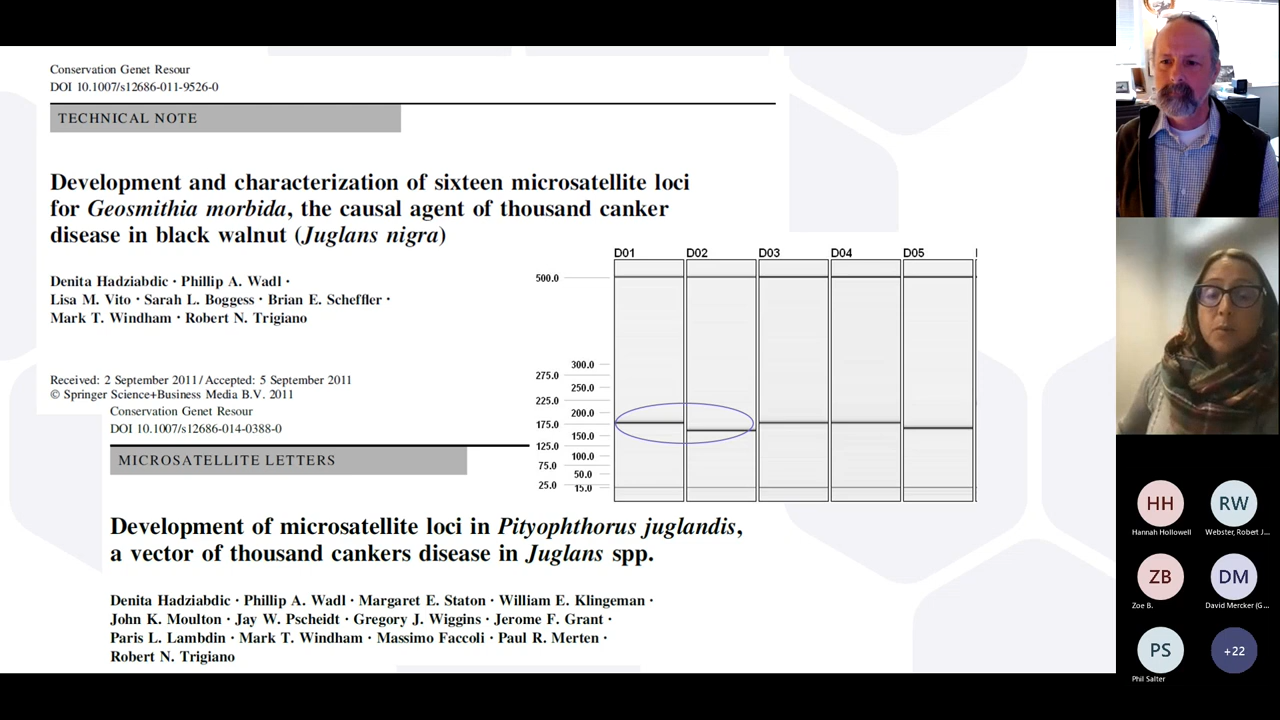 Conservation Genet Resour
DOI 10.1007/s12686-011-9526-0
TECHNICAL NOTE
Development and characterization of sixteen microsatellite loci
for Geosmithia morbida, the causal agent of thousand canker
disease in black walnut (Juglans nigra)
Denita Hadziabdic · Phillip A. Wadl ·
Lisa M. Vito · Sarah L. Boggess · Brian E. Scheffler ·
Mark T. Windham · Robert N. Trigiano
Received: 2 September 2011 / Accepted: 5 September 2011
© Springer Science+Business Media B.V. 2011
D01 D02 D03 D04 D05
500.0
300.0
275.0
250.0
225.0
200.0
175.0
150.0
125.0
100.0
75.0
50.0
25.0
15.0
Conservation Genet Resour
DOI 10.1007/s12686-014-0388-0
MICROSATELLITE LETTERS
Development of microsatellite loci in Pityophthorus juglandis,
a vector of thousand cankers disease in Juglans spp.
Denita Hadziabdic · Phillip A. Wadl · Margaret E. Staton · William E. Klingeman ·
John K. Moulton · Jay W. Pscheidt · Gregory J. Wiggins · Jerome F. Grant ·
Paris L. Lambdin · Mark T. Windham · Massimo Faccoli · Paul R. Merten ·
Robert N. Trigiano
HH RW
Hannah Hollowell Webster, Robert J...
ZB DM
Zoe B. David Mercker (G...
PS +22
Phil Salter